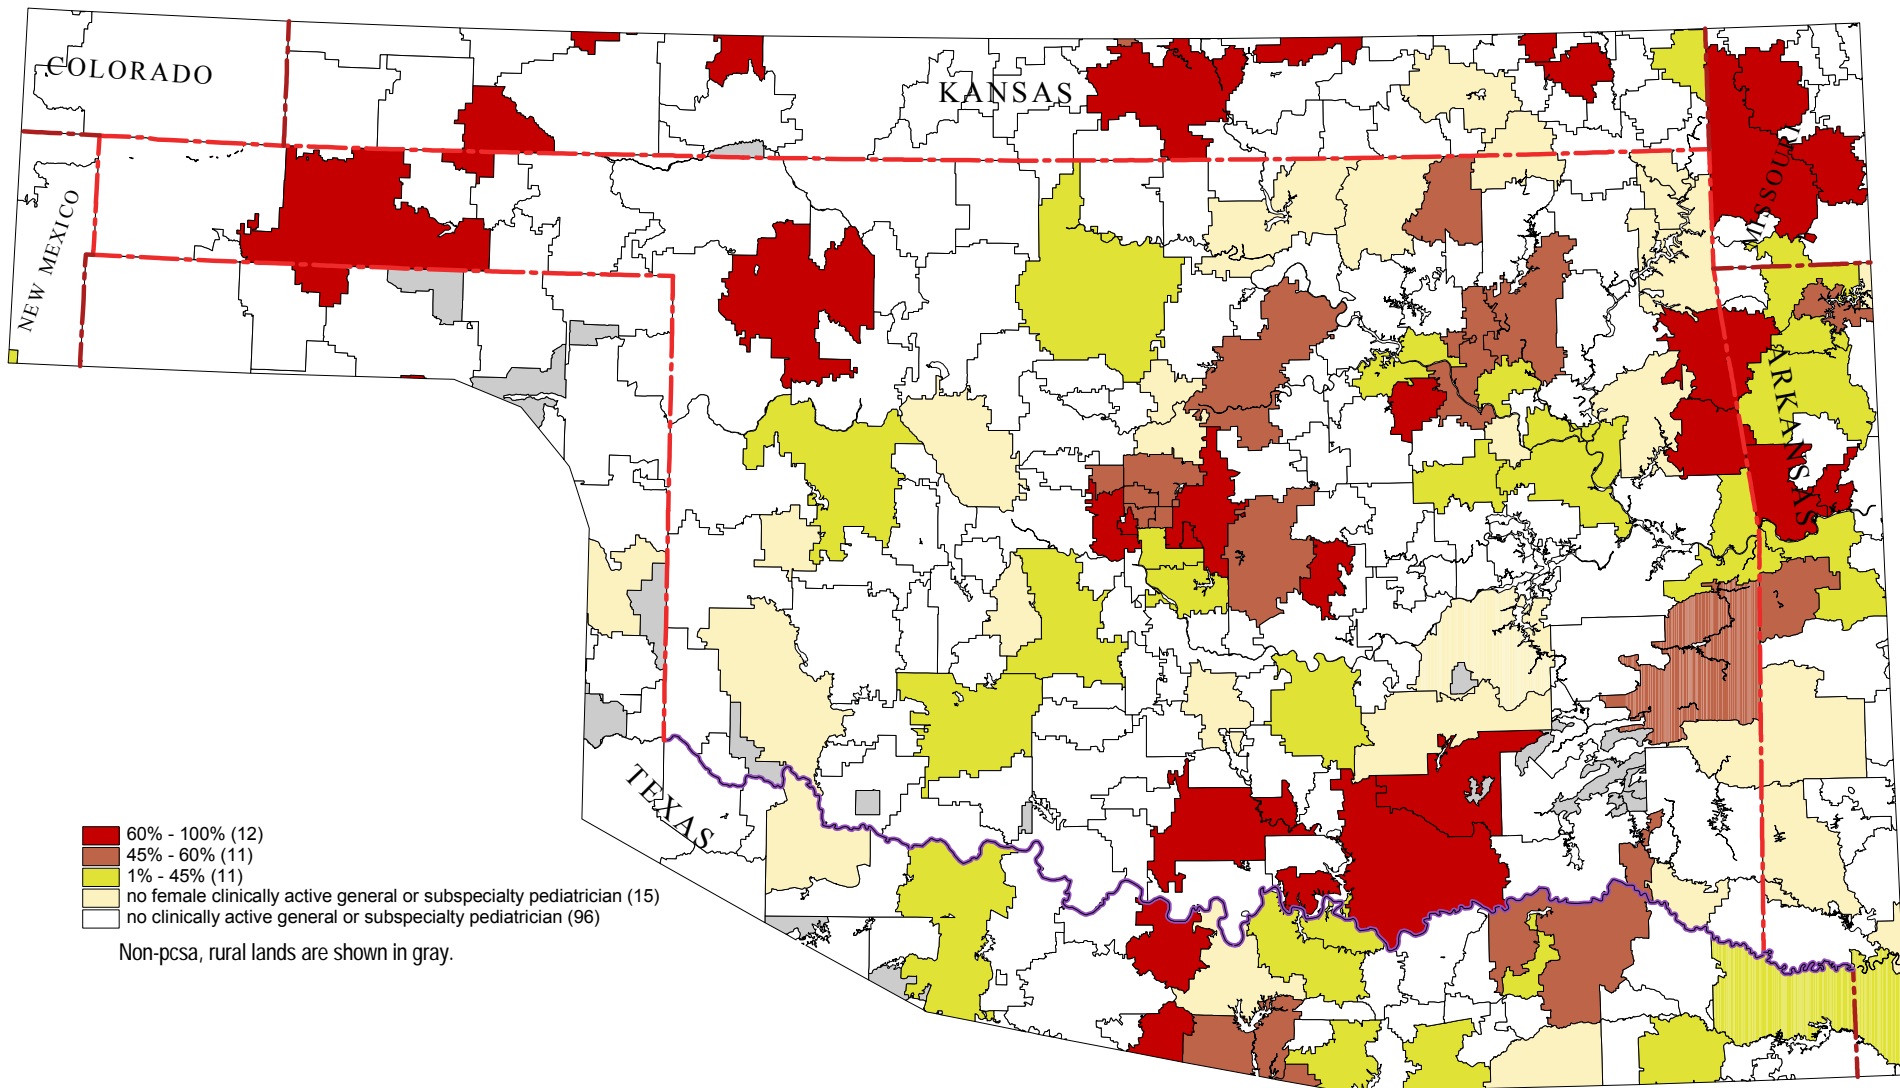 COLORADO
KANSAS
MISSOURI
NEW MEXICO
ARKANSAS
TEXAS
60% - 100% (12)
45% - 60% (11)
1% - 45% (11)
no female clinically active general or subspecialty pediatrician (15)
no clinically active general or subspecialty pediatrician (96)
Non-pcsa, rural lands are shown in gray.